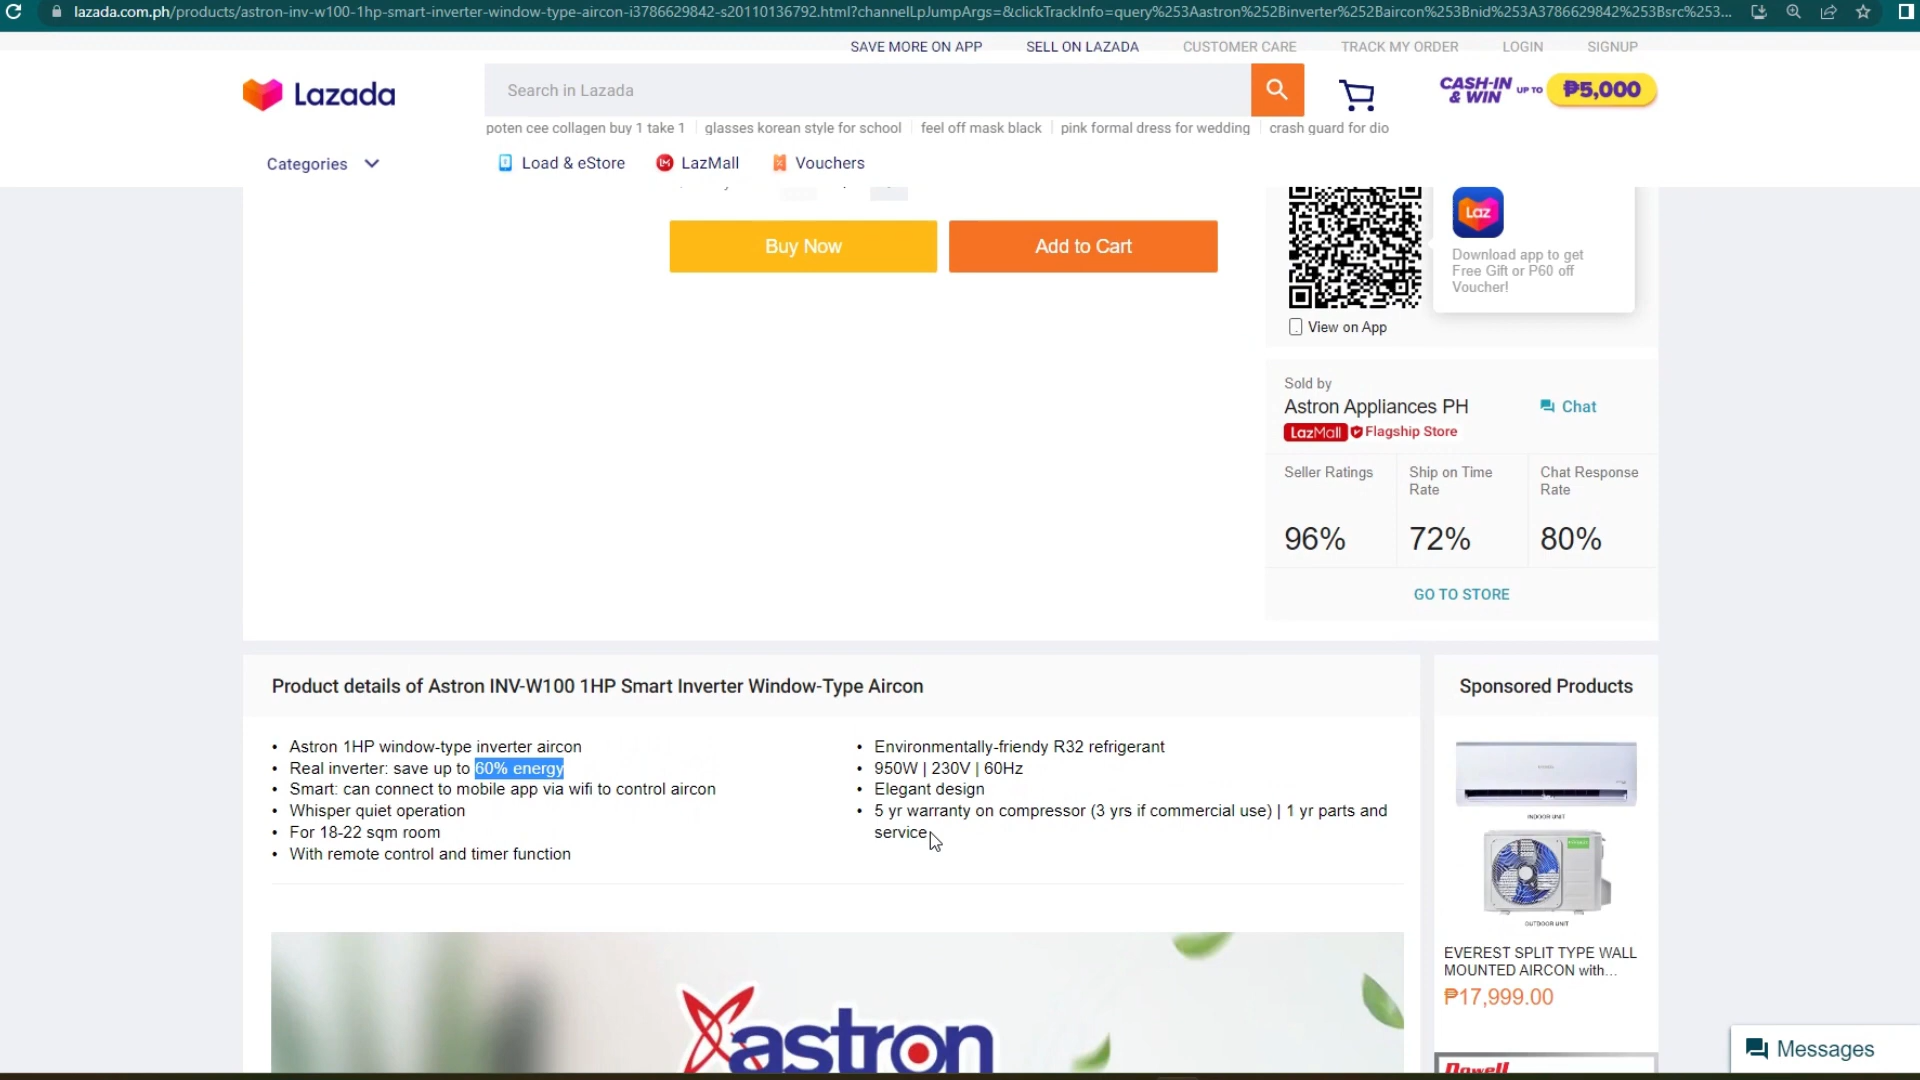 lazada.com.ph/products/astron-inv-w100-1hp-smart-inverter-window-type-aircon-i3786629842-s20110136792.html?channelLpJumpArgs=&clickTrackInfo=query%253Aastron%252Binverter%252Baircon%253Bnid%253A3786629842%253Bsrc%253...
SAVE MORE ON APP SELL ON LAZADA CUSTOMER CARE TRACK MY ORDER LOGIN SIGNUP
Lazada
Search in Lazada
CASH-IN & WIN UP TO ₱5,000
poten cee collagen buy 1 take 1 glasses korean style for school feel off mask black pink formal dress for wedding crash guard for dio
Categories Load & eStore LazMall Vouchers
Buy Now Add to Cart
Laz
Download app to get
Free Gift or P60 off
Voucher!
View on App
Sold by
Astron Appliances PH Chat
LazMall Flagship Store
Seller Ratings Ship on Time Rate Chat Response Rate
96% 72% 80%
GO TO STORE
Product details of Astron INV-W100 1HP Smart Inverter Window-Type Aircon
• Astron 1HP window-type inverter aircon
• Real inverter: save up to 60% energy
• Smart: can connect to mobile app via wifi to control aircon
• Whisper quiet operation
• For 18-22 sqm room
• With remote control and timer function
• Environmentally-friendy R32 refrigerant
• 950W | 230V | 60Hz
• Elegant design
• 5 yr warranty on compressor (3 yrs if commercial use) | 1 yr parts and
service
astron
Sponsored Products
INDOOR UNIT
OUTDOOR UNIT
EVEREST SPLIT TYPE WALL
MOUNTED AIRCON with...
₱17,999.00
Dowell
Messages